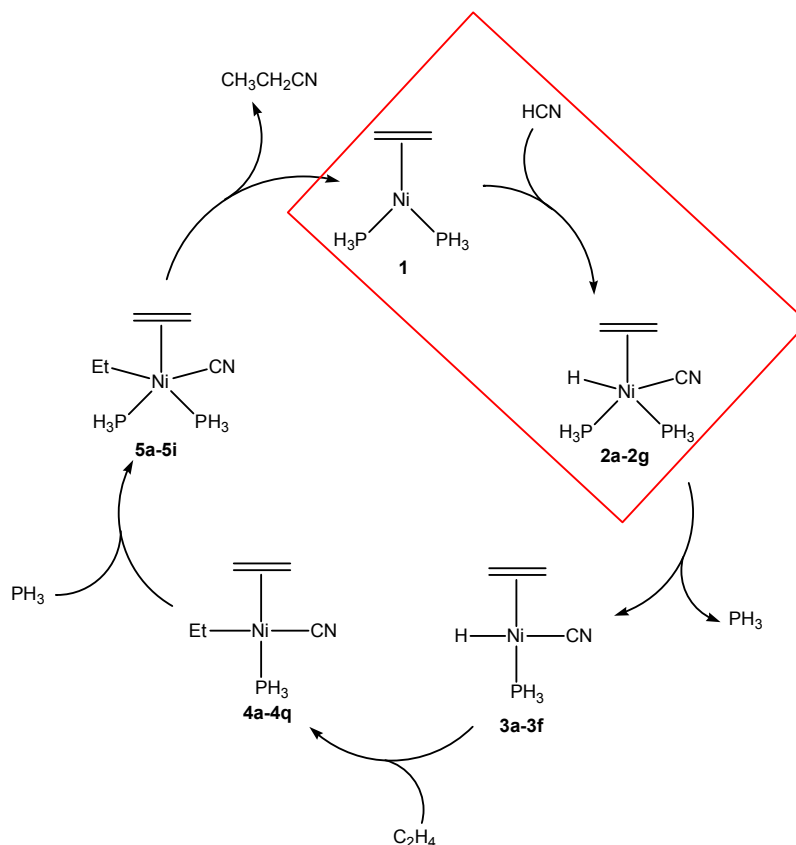 CH₃CH₂CN
HCN
Ni
H₃P
PH₃
1
Et
Ni
CN
H₃P
PH₃
5a-5i
H
Ni
CN
H₃P
PH₃
2a-2g
PH₃
Et
Ni
CN
PH₃
4a-4q
H
Ni
CN
PH₃
3a-3f
PH₃
C₂H₄